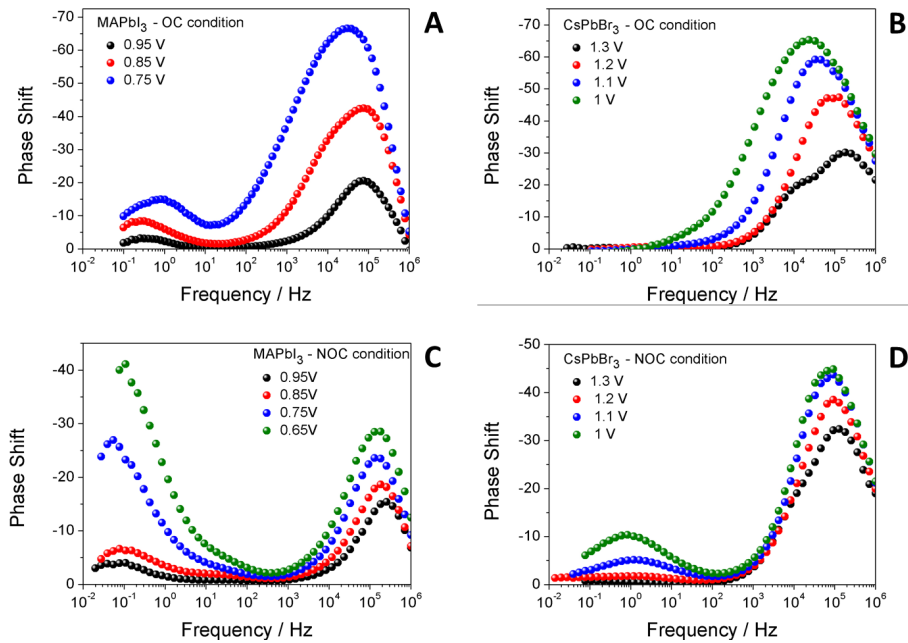 A
MAPbI₃ - OC condition
0.95 V
0.85 V
0.75 V
Phase Shift
-70
-60
-50
-40
-30
-20
-10
0
10⁻² 10⁻¹ 10⁰ 10¹ 10² 10³ 10⁴ 10⁵ 10⁶
Frequency / Hz
B
CsPbBr₃ - OC condition
1.3 V
1.2 V
1.1 V
1 V
Phase Shift
-70
-60
-50
-40
-30
-20
-10
0
10⁻² 10⁻¹ 10⁰ 10¹ 10² 10³ 10⁴ 10⁵ 10⁶
Frequency / Hz
C
MAPbI₃ - NOC condition
0.95V
0.85V
0.75V
0.65V
Phase Shift
-40
-30
-20
-10
0
10⁻² 10⁻¹ 10⁰ 10¹ 10² 10³ 10⁴ 10⁵ 10⁶
Frequency / Hz
D
CsPbBr₃ - NOC condition
1.3 V
1.2 V
1.1 V
1 V
Phase Shift
-50
-40
-30
-20
-10
0
10⁻² 10⁻¹ 10⁰ 10¹ 10² 10³ 10⁴ 10⁵ 10⁶
Frequency / Hz